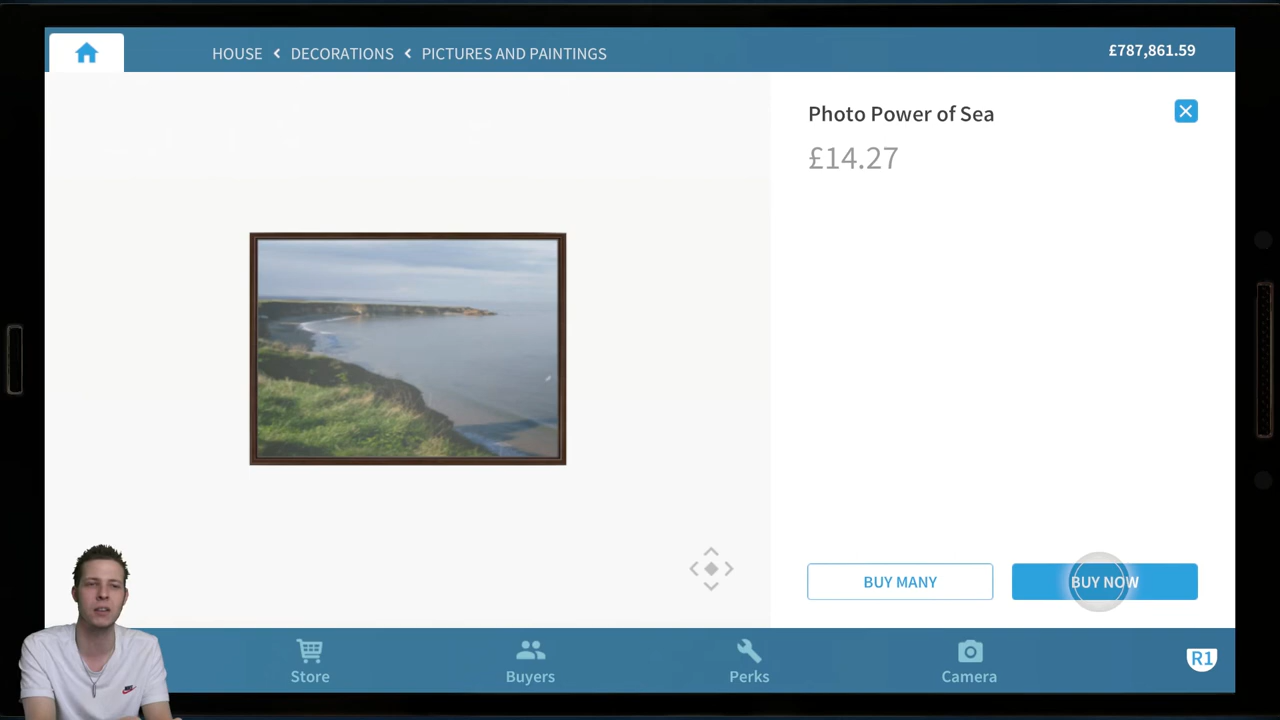 HOUSE DECORATIONS PICTURES AND PAINTINGS
£787,861.59
Photo Power of Sea
£14.27
BUY MANY
BUY NOW
Store
Buyers
Perks
Camera
R1